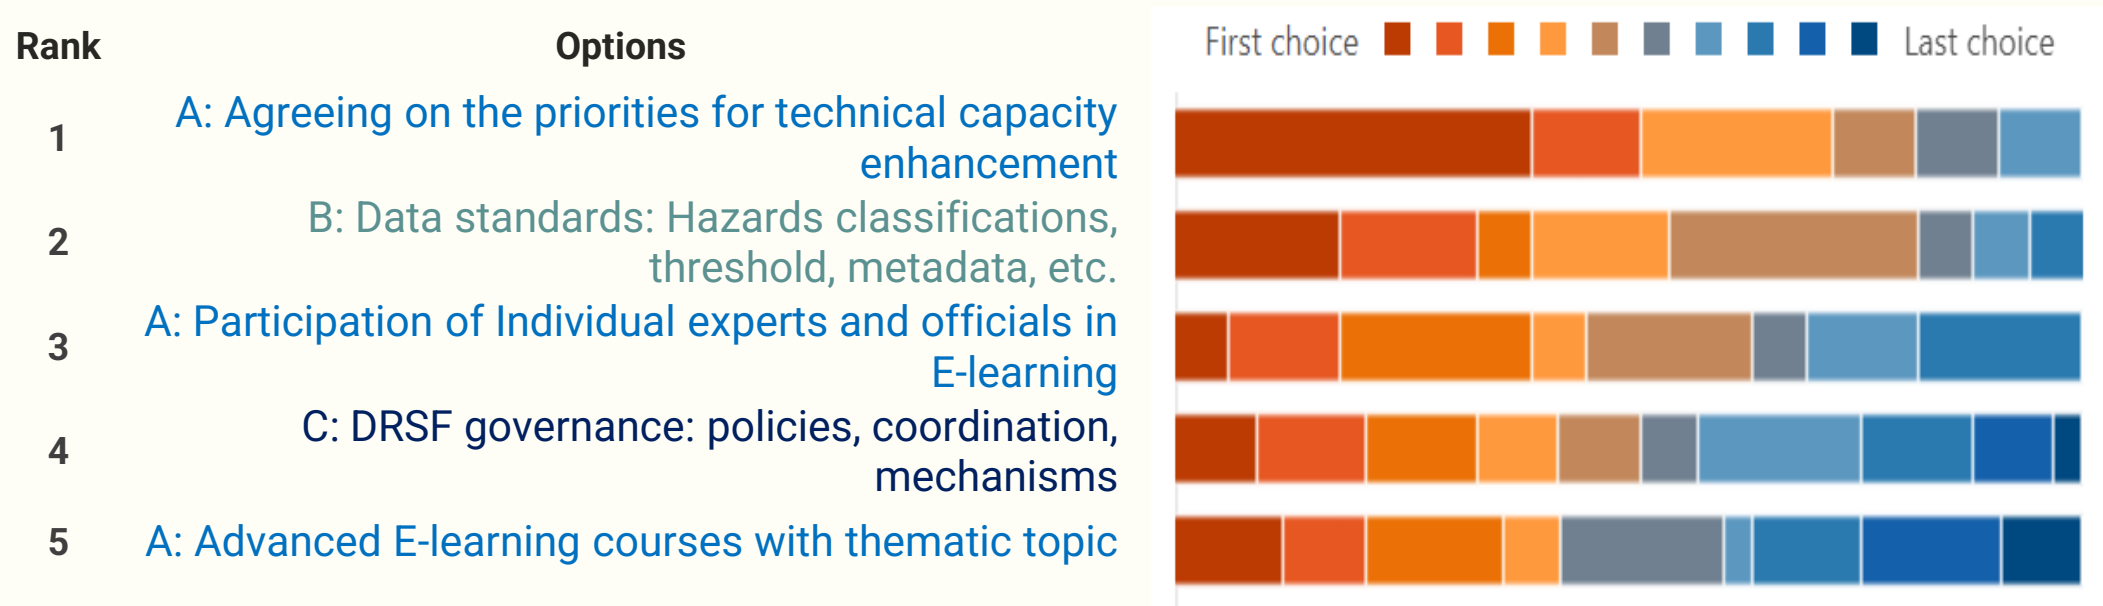 Rank Options First choice Last choice
1 A: Agreeing on the priorities for technical capacity
enhancement
2 B: Data standards: Hazards classifications,
threshold, metadata, etc.
3 A: Participation of Individual experts and officials in
E-learning
4 C: DRSF governance: policies, coordination,
mechanisms
5 A: Advanced E-learning courses with thematic topic